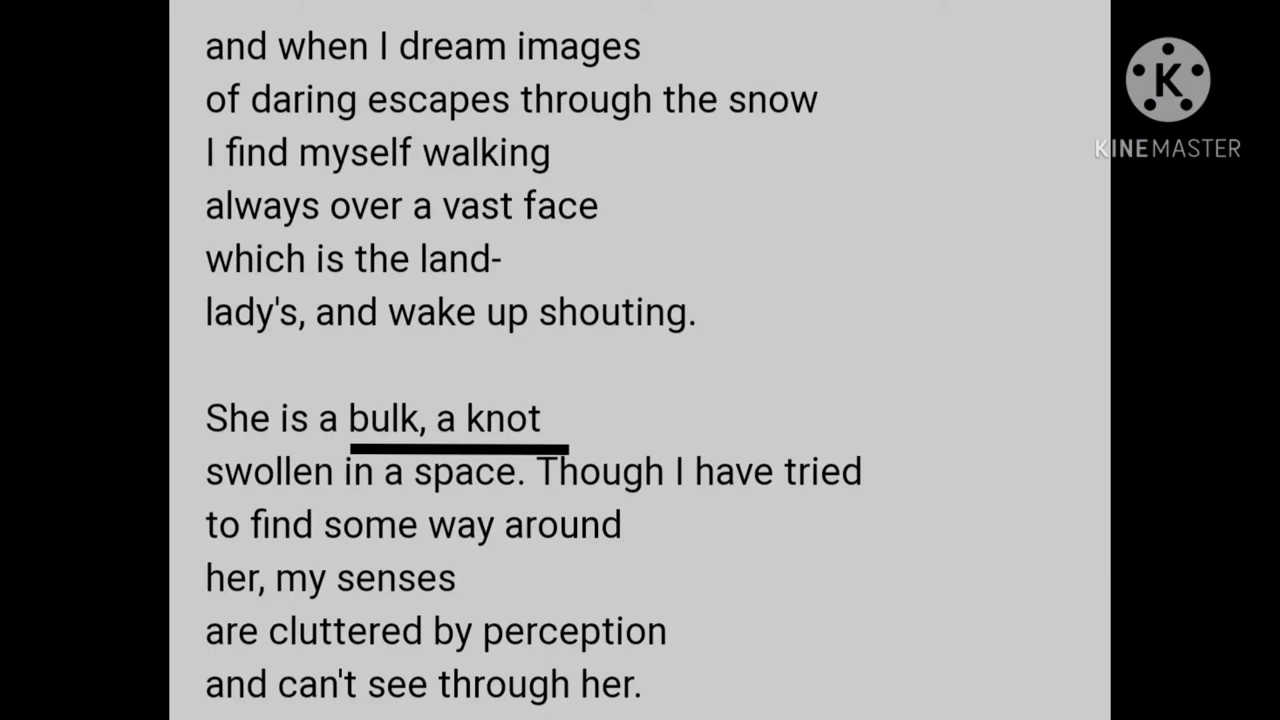 and when I dream images
of daring escapes through the snow
I find myself walking
always over a vast face
which is the land-
lady's, and wake up shouting.
She is a bulk, a knot
swollen in a space. Though I have tried
to find some way around
her, my senses
are cluttered by perception
and can't see through her.
K
KINEMASTER